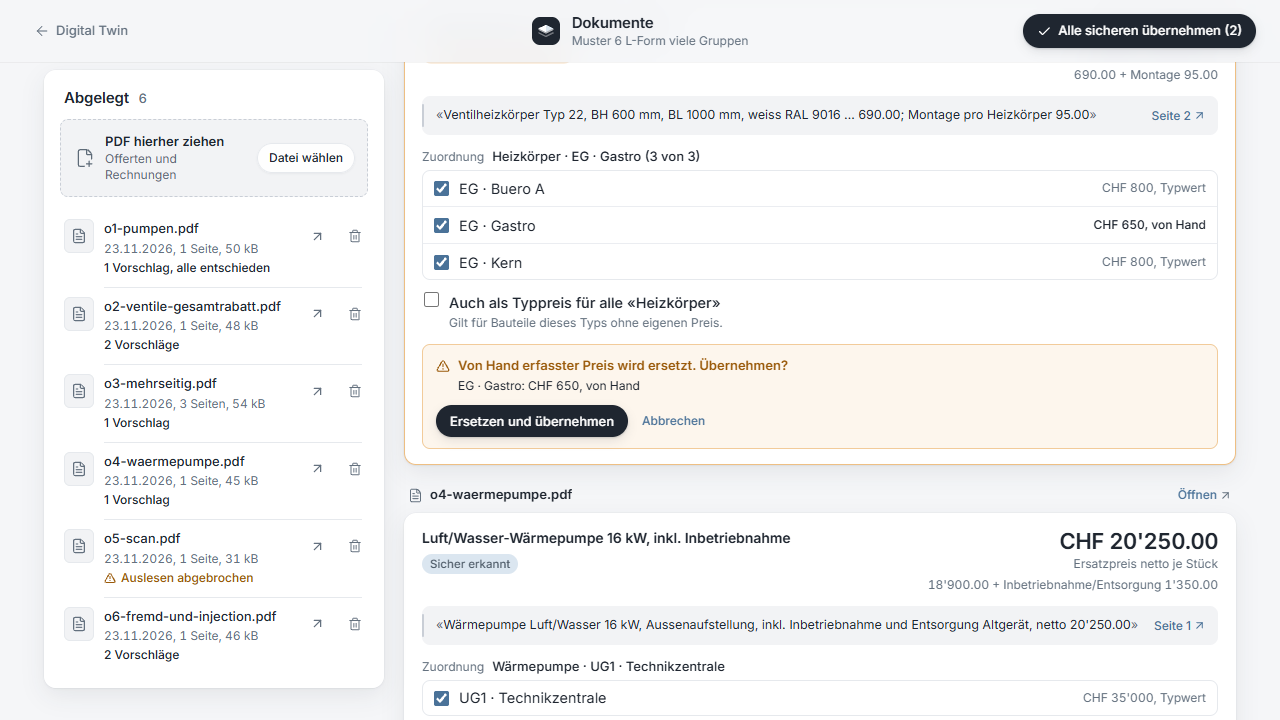 Digital Twin
Dokumente
Muster 6 L-Form viele Gruppen
Alle sicheren übernehmen (2)
Abgelegt 6
PDF hierher ziehen
Offerten und
Rechnungen
Datei wählen
o1-pumpen.pdf
23.11.2026, 1 Seite, 50 kB
1 Vorschlag, alle entschieden
o2-ventile-gesamtrabatt.pdf
23.11.2026, 1 Seite, 48 kB
2 Vorschläge
o3-mehrseitig.pdf
23.11.2026, 3 Seiten, 54 kB
1 Vorschlag
o4-waermepumpe.pdf
23.11.2026, 1 Seite, 45 kB
1 Vorschlag
o5-scan.pdf
23.11.2026, 1 Seite, 31 kB
Auslesen abgebrochen
o6-fremd-und-injection.pdf
23.11.2026, 1 Seite, 46 kB
2 Vorschläge
690.00 + Montage 95.00
«Ventilheizkörper Typ 22, BH 600 mm, BL 1000 mm, weiss RAL 9016 ... 690.00; Montage pro Heizkörper 95.00» Seite 2
Zuordnung Heizkörper · EG · Gastro (3 von 3)
EG · Buero A CHF 800, Typwert
EG · Gastro CHF 650, von Hand
EG · Kern CHF 800, Typwert
Auch als Typpreis für alle «Heizkörper»
Gilt für Bauteile dieses Typs ohne eigenen Preis.
Von Hand erfasster Preis wird ersetzt. Übernehmen?
EG · Gastro: CHF 650, von Hand
Ersetzen und übernehmen Abbrechen
o4-waermepumpe.pdf Öffnen
Luft/Wasser-Wärmepumpe 16 kW, inkl. Inbetriebnahme CHF 20'250.00
Sicher erkannt Ersatzpreis netto je Stück
18'900.00 + Inbetriebnahme/Entsorgung 1'350.00
«Wärmepumpe Luft/Wasser 16 kW, Aussenaufstellung, inkl. Inbetriebnahme und Entsorgung Altgerät, netto 20'250.00» Seite 1
Zuordnung Wärmepumpe · UG1 · Technikzentrale
UG1 · Technikzentrale CHF 35'000, Typwert